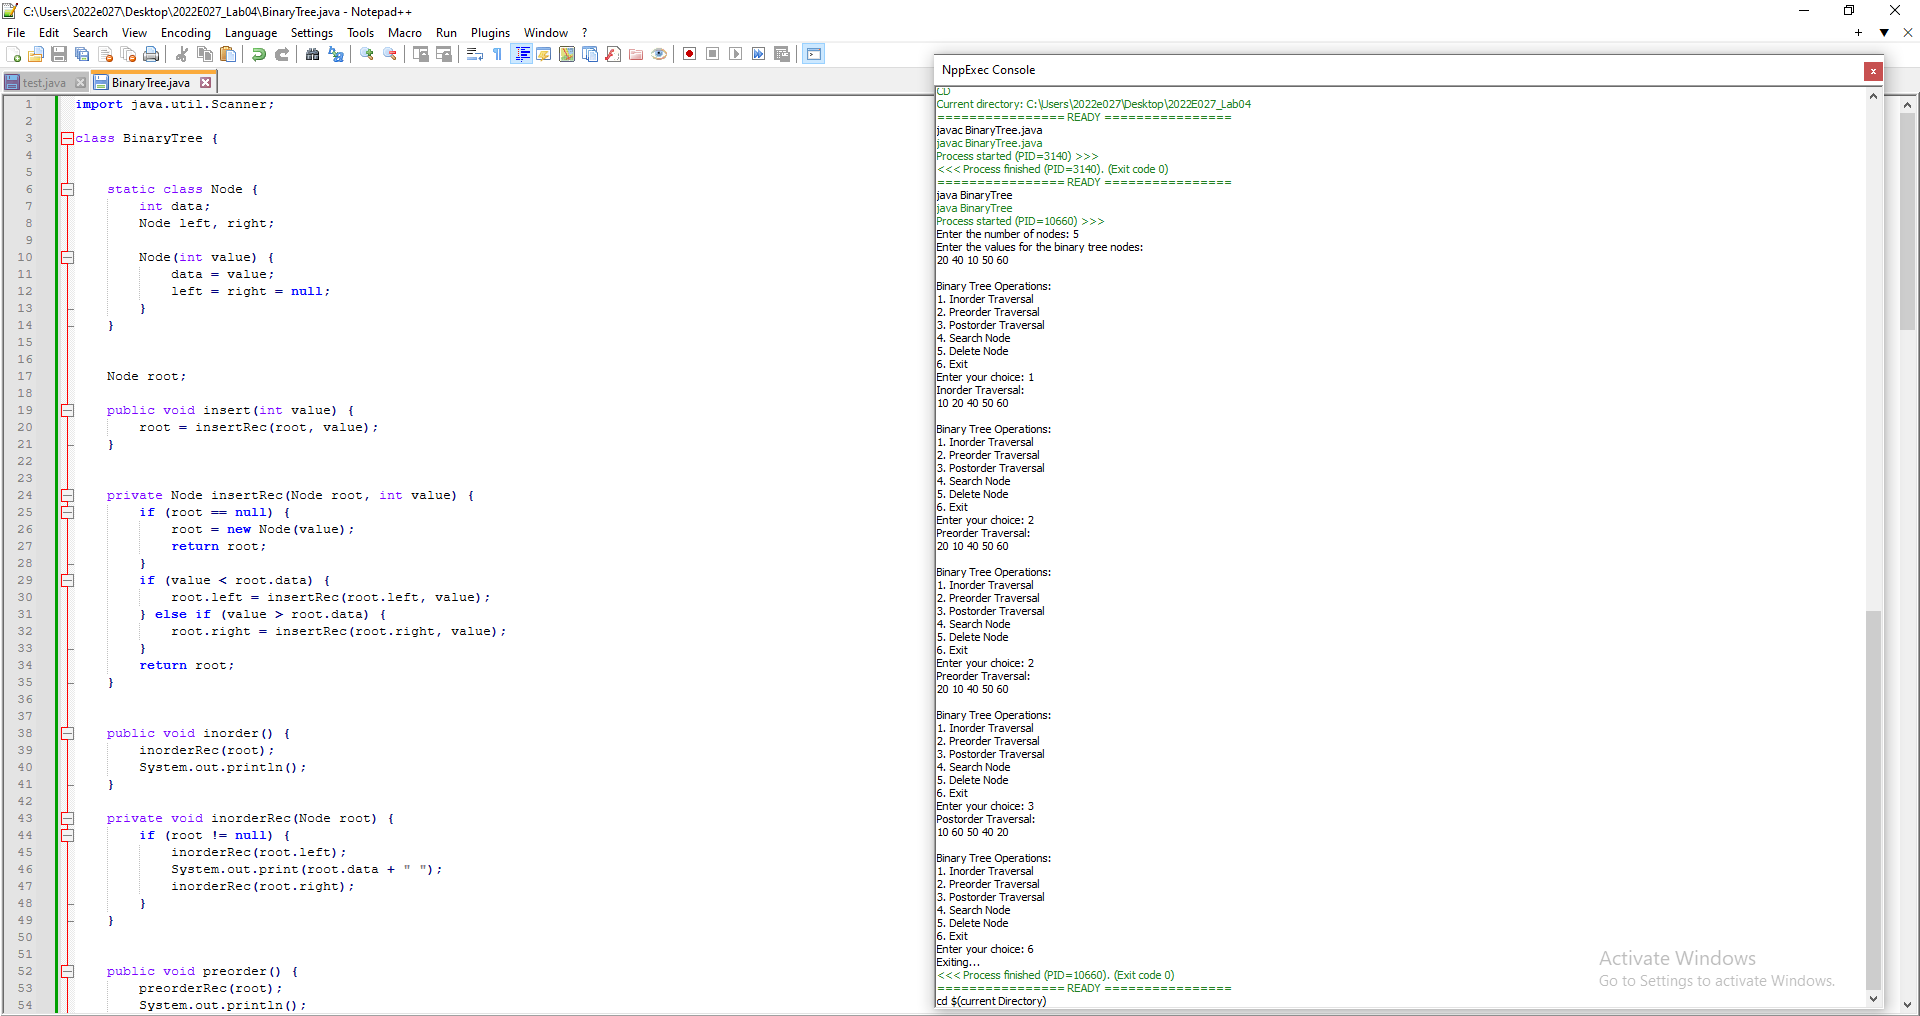 C:\Users\2022e027\Desktop\2022E027_Lab04\BinaryTree.java - Notepad++
File Edit Search View Encoding Language Settings Tools Macro Run Plugins Window ?
test.java BinaryTree.java
1 import java.util.Scanner;
2
3 class BinaryTree {
4
5
6 static class Node {
7 int data;
8 Node left, right;
9
10 Node(int value) {
11 data = value;
12 left = right = null;
13 }
14 }
15
16
17 Node root;
18
19 public void insert(int value) {
20 root = insertRec(root, value);
21 }
22
23
24 private Node insertRec(Node root, int value) {
25 if (root == null) {
26 root = new Node(value);
27 return root;
28 }
29 if (value < root.data) {
30 root.left = insertRec(root.left, value);
31 } else if (value > root.data) {
32 root.right = insertRec(root.right, value);
33 }
34 return root;
35 }
36
37
38 public void inorder() {
39 inorderRec(root);
40 System.out.println();
41 }
42
43 private void inorderRec(Node root) {
44 if (root != null) {
45 inorderRec(root.left);
46 System.out.print(root.data + " ");
47 inorderRec(root.right);
48 }
49 }
50
51
52 public void preorder() {
53 preorderRec(root);
54 System.out.println();
NppExec Console
CD
Current directory: C:\Users\2022e027\Desktop\2022E027_Lab04
================ READY ================
javac BinaryTree.java
javac BinaryTree.java
Process started (PID=3140) >>>
<<< Process finished (PID=3140). (Exit code 0)
================ READY ================
java BinaryTree
java BinaryTree
Process started (PID=10660) >>>
Enter the number of nodes: 5
Enter the values for the binary tree nodes:
20 40 10 50 60
Binary Tree Operations:
1. Inorder Traversal
2. Preorder Traversal
3. Postorder Traversal
4. Search Node
5. Delete Node
6. Exit
Enter your choice: 1
Inorder Traversal:
10 20 40 50 60
Binary Tree Operations:
1. Inorder Traversal
2. Preorder Traversal
3. Postorder Traversal
4. Search Node
5. Delete Node
6. Exit
Enter your choice: 2
Preorder Traversal:
20 10 40 50 60
Binary Tree Operations:
1. Inorder Traversal
2. Preorder Traversal
3. Postorder Traversal
4. Search Node
5. Delete Node
6. Exit
Enter your choice: 2
Preorder Traversal:
20 10 40 50 60
Binary Tree Operations:
1. Inorder Traversal
2. Preorder Traversal
3. Postorder Traversal
4. Search Node
5. Delete Node
6. Exit
Enter your choice: 3
Postorder Traversal:
10 60 50 40 20
Binary Tree Operations:
1. Inorder Traversal
2. Preorder Traversal
3. Postorder Traversal
4. Search Node
5. Delete Node
6. Exit
Enter your choice: 6
Exiting...
<<< Process finished (PID=10660). (Exit code 0)
================ READY ================
cd $(current Directory)
Activate Windows
Go to Settings to activate Windows.